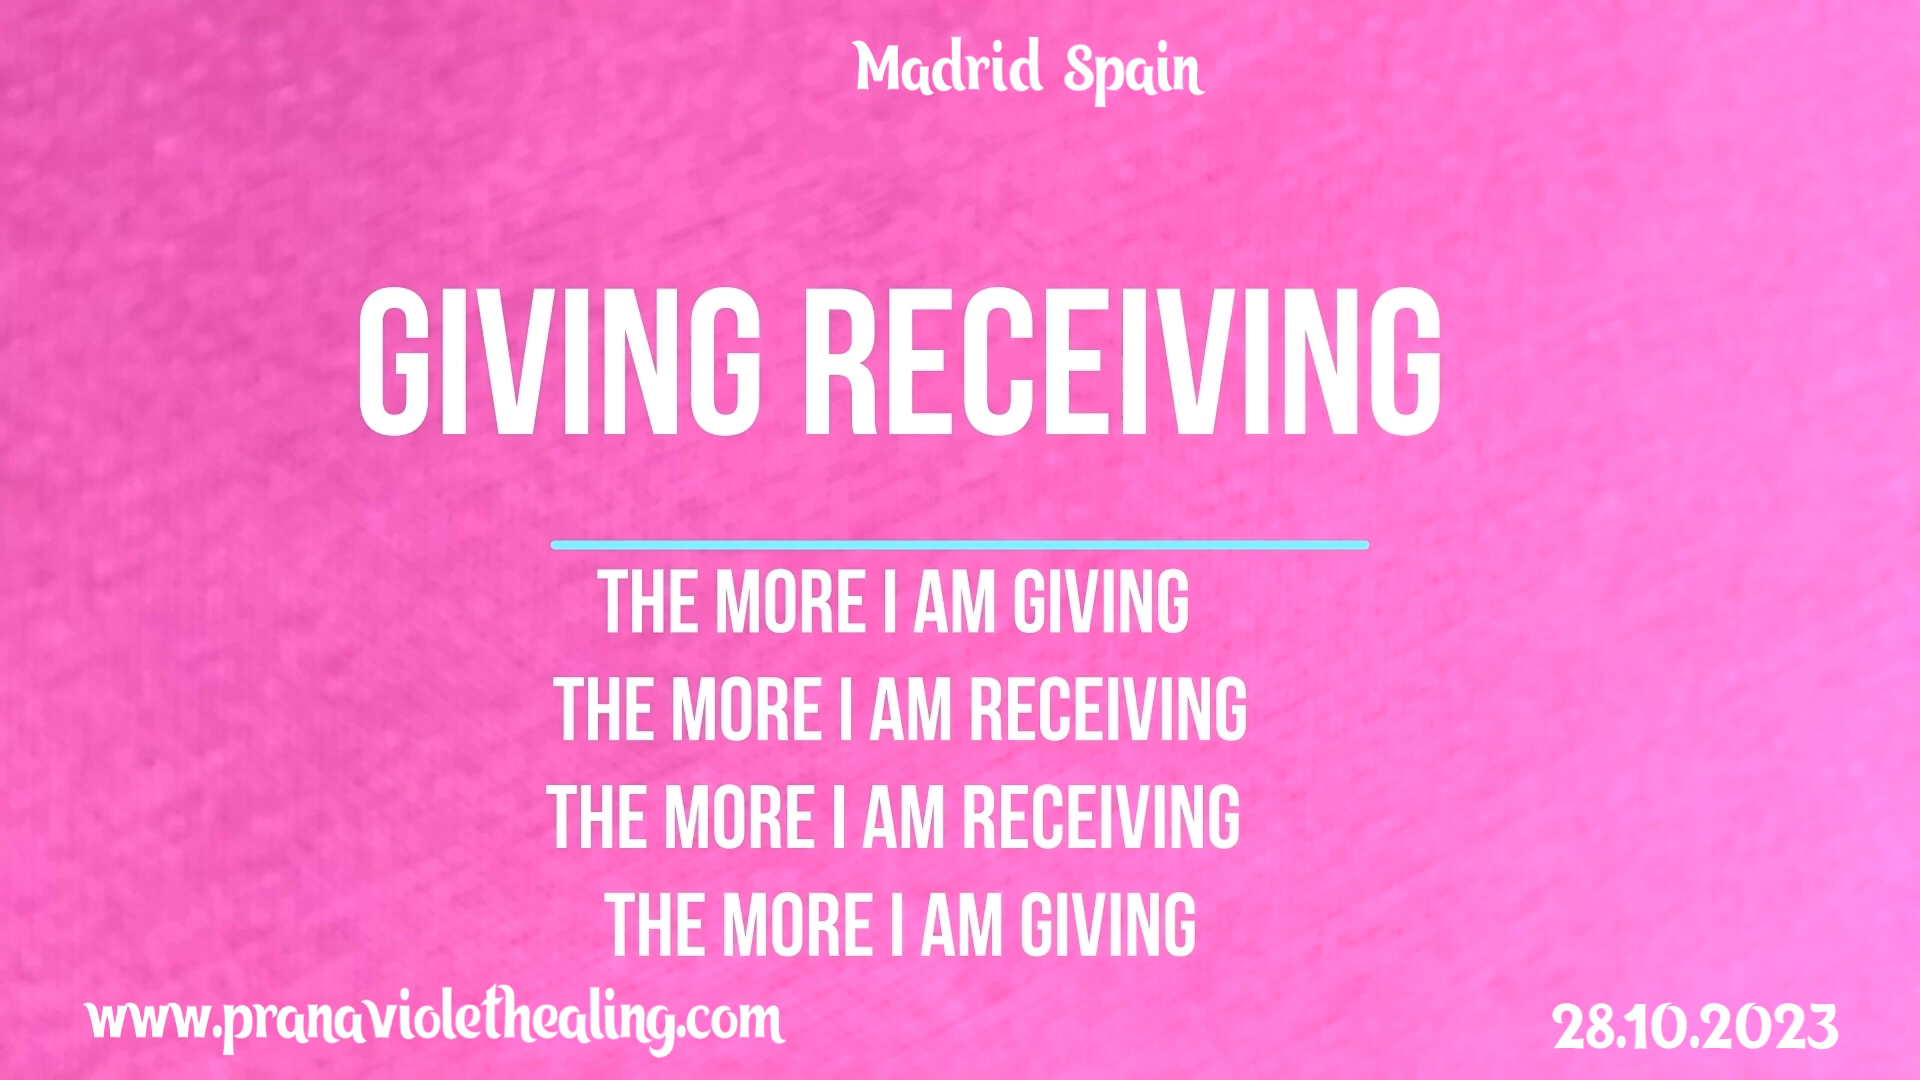 Madrid Spain
GIVING RECEIVING
THE MORE I AM GIVING
THE MORE I AM RECEIVING
THE MORE I AM RECEIVING
THE MORE I AM GIVING
www.pranaviolethealing.com
28.10.2023